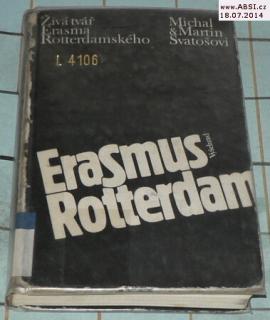 www.ABSI.cz
18.07.2014
Živá tvář
Erasma
Rotterdamského
Michal
& Martin
Svatošovi
L 4106
Erasmus
Vyšehrad
Rotterdam